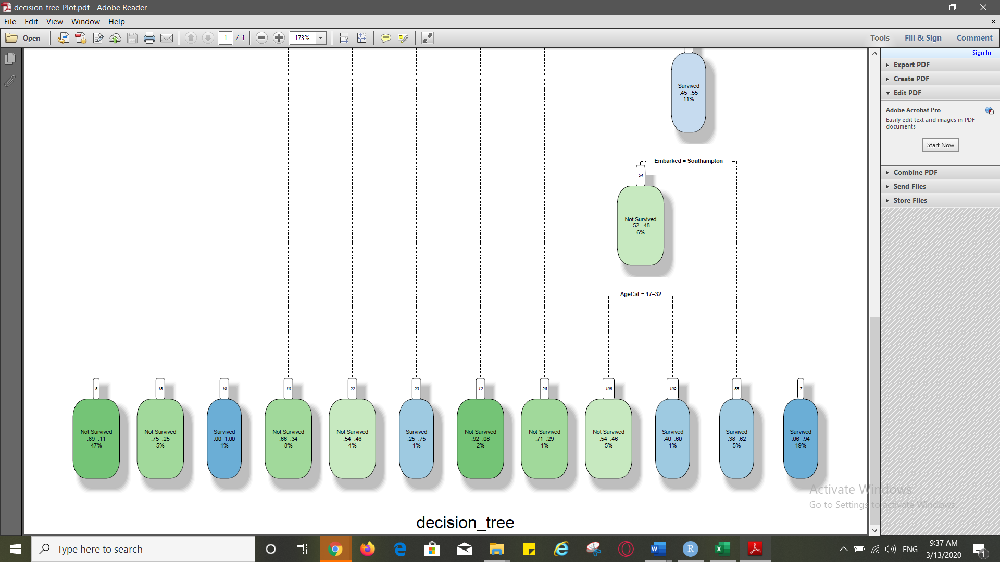 decision_tree_Plot.pdf - Adobe Reader
File Edit View Window Help
Open
1 / 1
173%
Tools Fill & Sign Comment
Sign In
Export PDF
Create PDF
Edit PDF
Adobe Acrobat Pro
Easily edit text and images in PDF
documents
Start Now
Combine PDF
Send Files
Store Files
Survived
.45 .55
11%
Embarked = Southampton
54
Not Survived
.52 .48
6%
AgeCat = 17–32
8
Not Survived
.89 .11
47%
18
Not Survived
.75 .25
5%
19
Survived
.00 1.00
1%
10
Not Survived
.66 .34
8%
22
Not Survived
.54 .46
4%
23
Survived
.25 .75
1%
12
Not Survived
.92 .08
2%
26
Not Survived
.71 .29
1%
108
Not Survived
.54 .46
5%
109
Survived
.40 .60
1%
55
Survived
.38 .62
5%
7
Survived
.06 .94
19%
decision_tree
Activate Windows
Go to Settings to activate Windows.
Type here to search
ENG
9:37 AM
3/13/2020
1